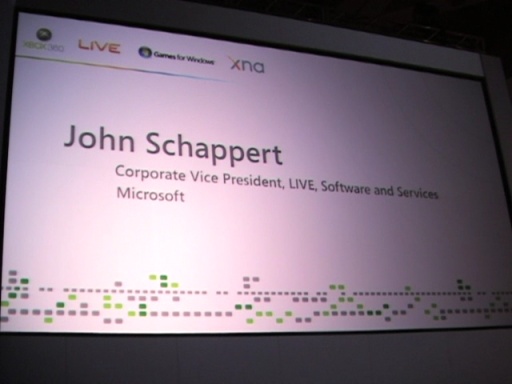 XBOX 360 LIVE Games for Windows xna
John Schappert
Corporate Vice President, LIVE, Software and Services
Microsoft